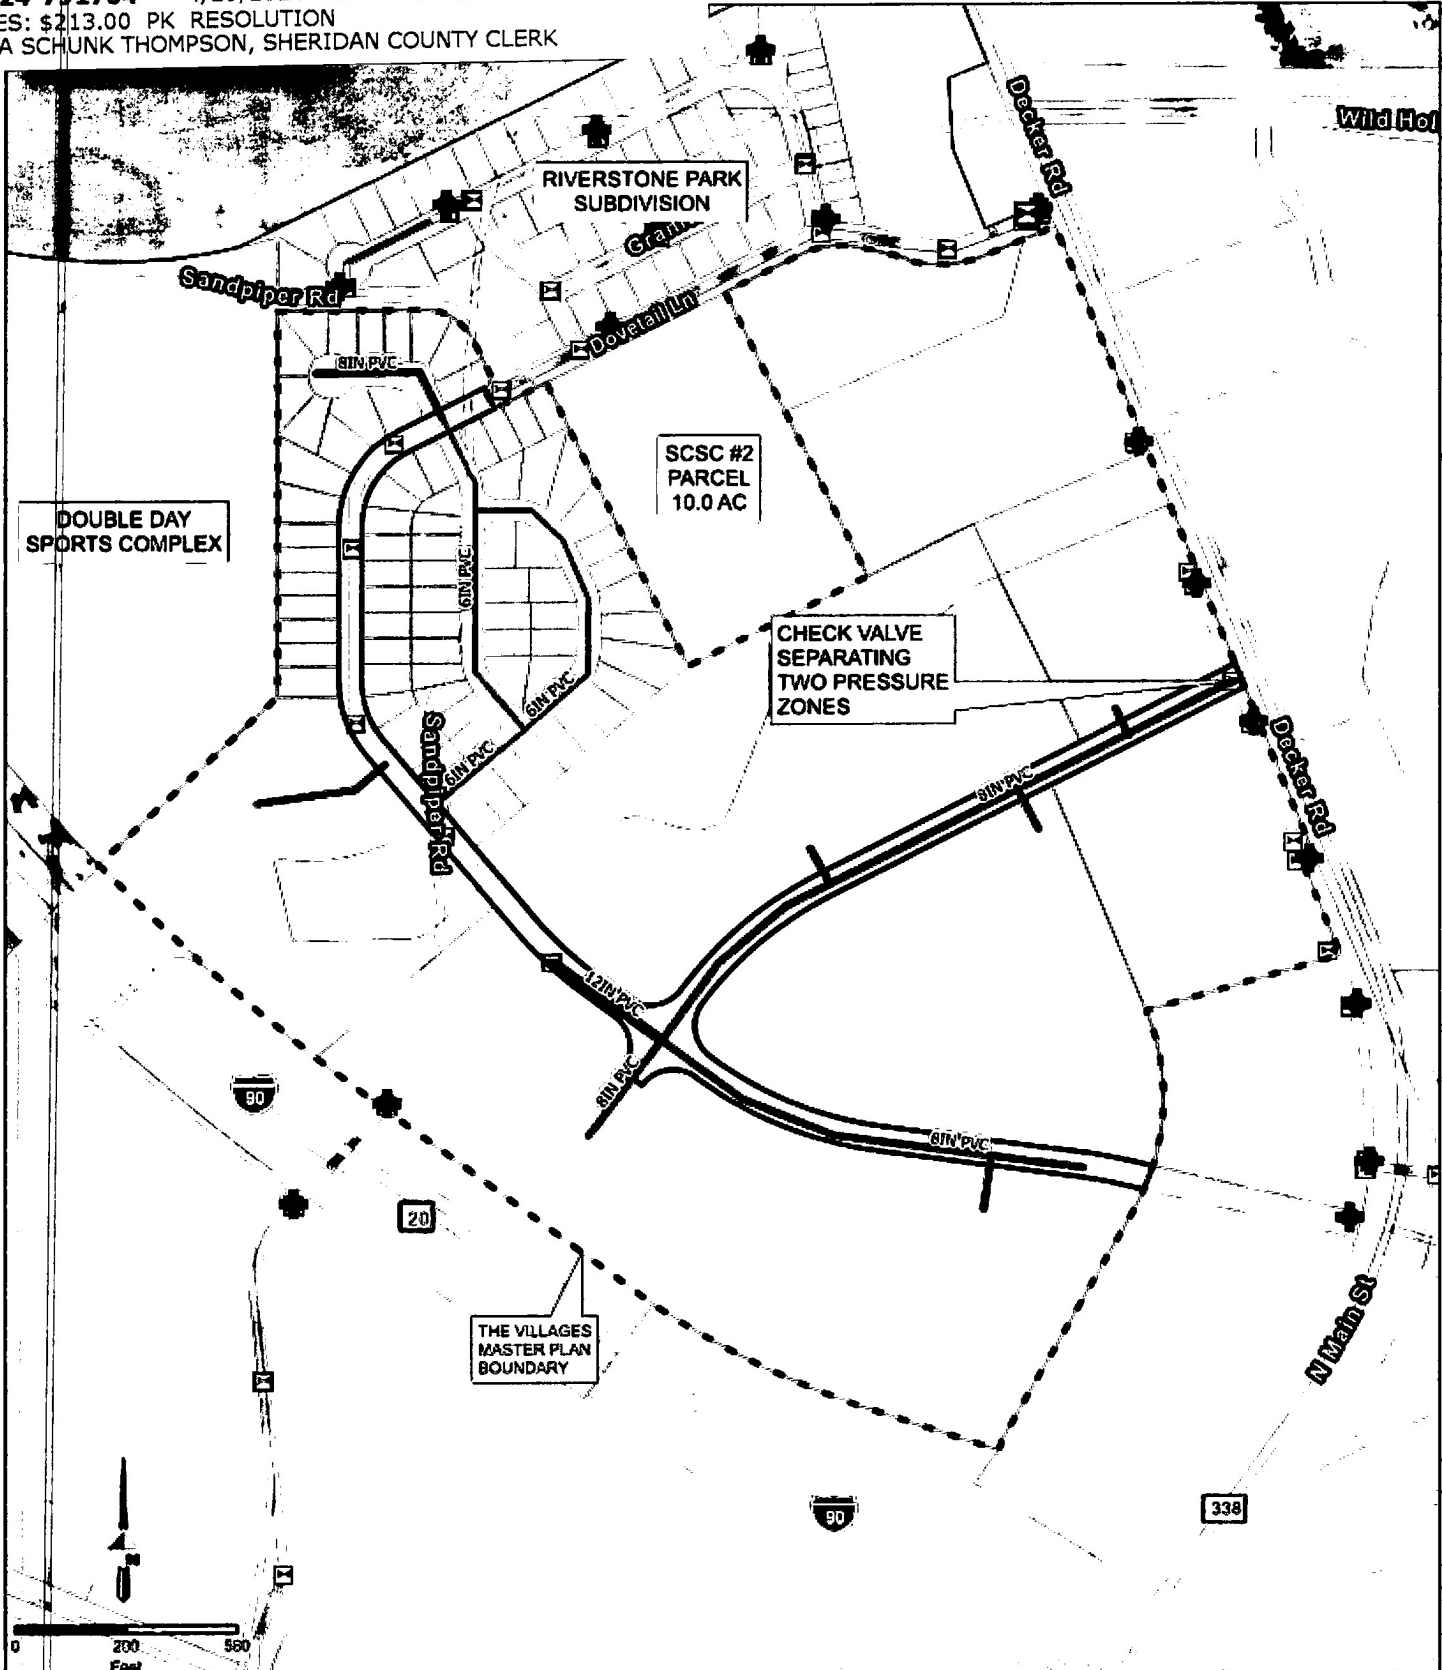 ES: $213.00 PK RESOLUTION
A SCHUNK THOMPSON, SHERIDAN COUNTY CLERK
Decker Rd
Wild Hol
RIVERSTONE PARK
SUBDIVISION
Sandpiper Rd
Dovetail Ln
8IN PVC
SCSC #2
PARCEL
10.0 AC
DOUBLE DAY
SPORTS COMPLEX
6IN PVC
CHECK VALVE
SEPARATING
TWO PRESSURE
ZONES
6IN PVC
Sandpiper Rd
6IN PVC
Decker Rd
8IN PVC
12IN PVC
8IN PVC
90
8IN PVC
20
THE VILLAGES
MASTER PLAN
BOUNDARY
N Main St
90
338
N
0
Feet